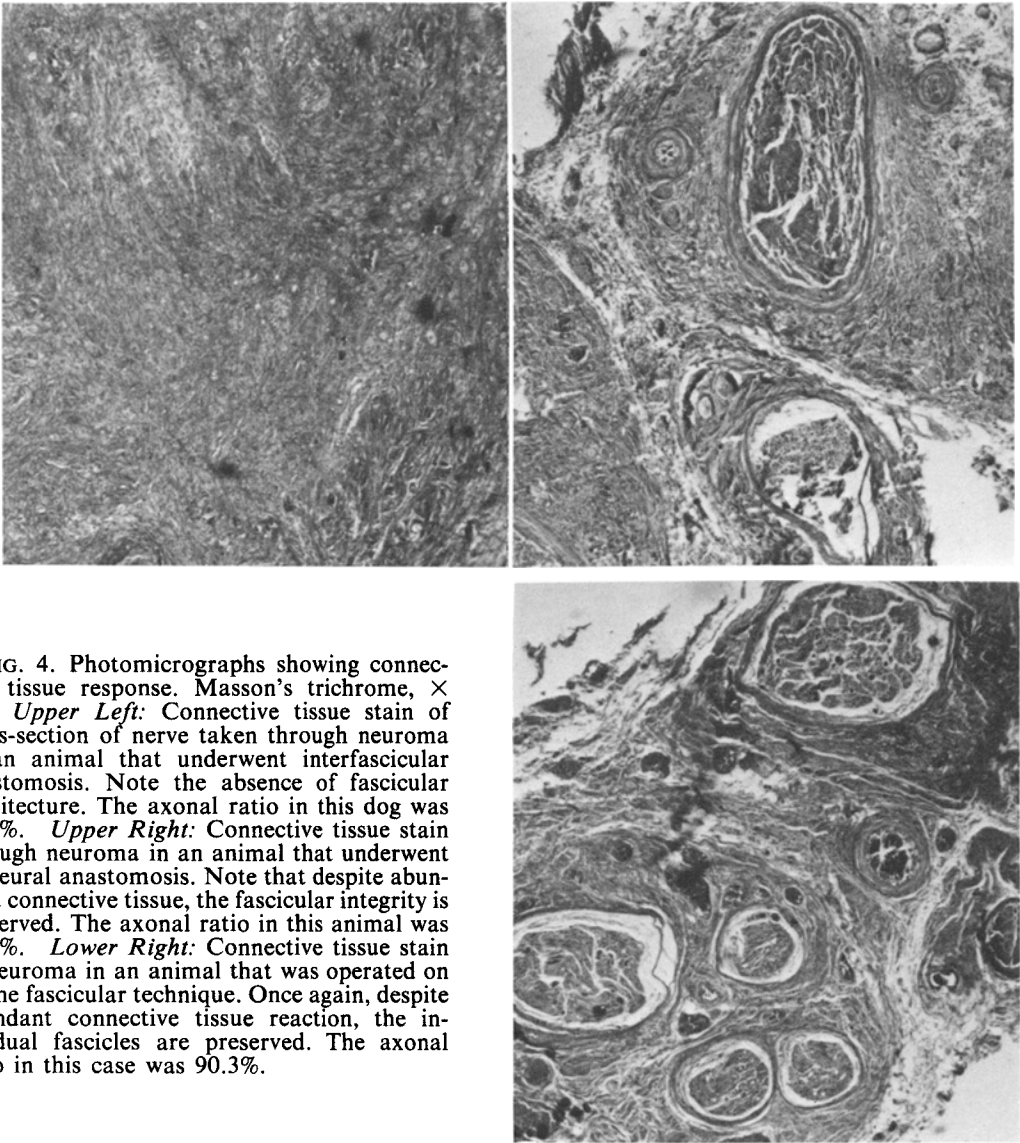 G. 4. Photomicrographs showing connec-
tissue response. Masson's trichrome, ×
Upper Left: Connective tissue stain of
s-section of nerve taken through neuroma
an animal that underwent interfascicular
stomosis. Note the absence of fascicular
itecture. The axonal ratio in this dog was
%. Upper Right: Connective tissue stain
ugh neuroma in an animal that underwent
eural anastomosis. Note that despite abun-
connective tissue, the fascicular integrity is
erved. The axonal ratio in this animal was
%. Lower Right: Connective tissue stain
euroma in an animal that was operated on
he fascicular technique. Once again, despite
ndant connective tissue reaction, the in-
dual fascicles are preserved. The axonal
o in this case was 90.3%.